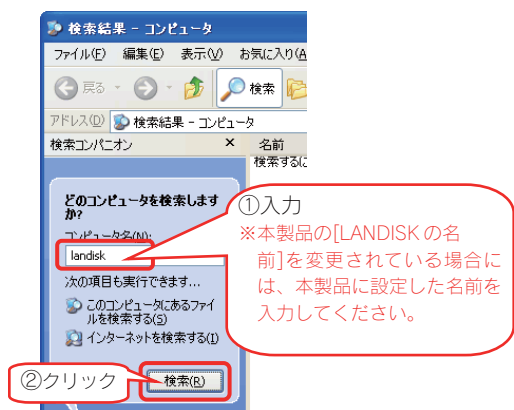 検索結果 - コンピュータ
ファイル(F) 編集(E) 表示(V) お気に入り(A
戻る 検索
アドレス(D) 検索結果 - コンピュータ
検索コンパニオン × 名前
検索するに
どのコンピュータを検索します
か?
コンピュータ名(N):
landisk
次の項目も実行できます...
このコンピュータにあるファイ
ルを検索する(S)
インターネットを検索する(I)
検索(R)
①入力
※本製品の[LANDISKの名
前]を変更されている場合に
は、本製品に設定した名前を
入力してください。
②クリック